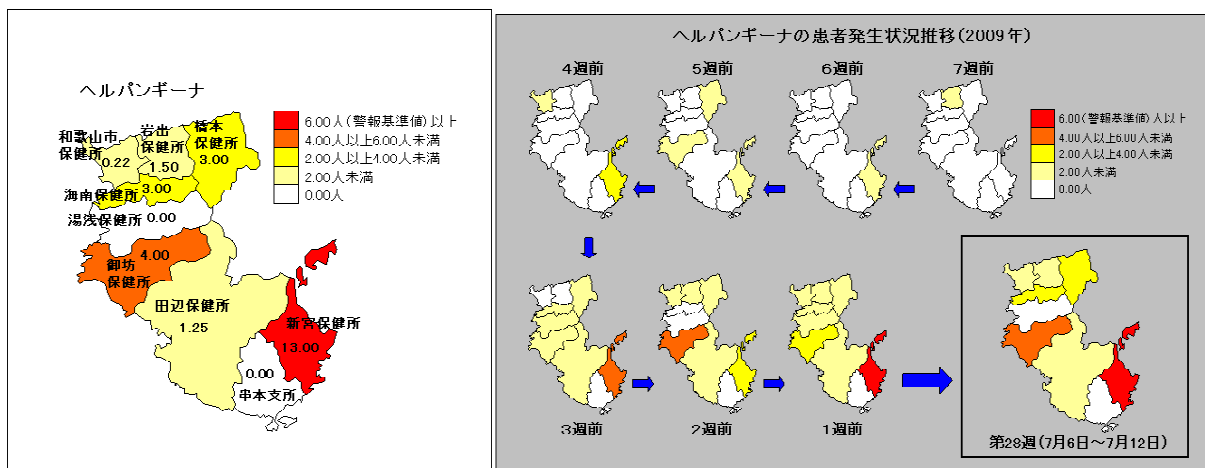 ヘルパンギーナ
6.00人(警報基準値)以上
4.00人以上6.00人未満
2.00人以上4.00人未満
2.00人未満
0.00人
和歌山市
保健所
0.22
岩出
保健所
1.50
橋本
保健所
3.00
3.00
海南保健所
0.00
湯浅保健所
4.00
御坊
保健所
田辺保健所
1.25
新宮保健所
13.00
0.00
串本支所
ヘルパンギーナの患者発生状況推移(2009年)
4週前
5週前
6週前
7週前
6.00(警報基準値)人以上
4.00人以上6.00人未満
2.00人以上4.00人未満
2.00人未満
0.00人
3週前
2週前
1週前
第28週(7月6日~7月12日)